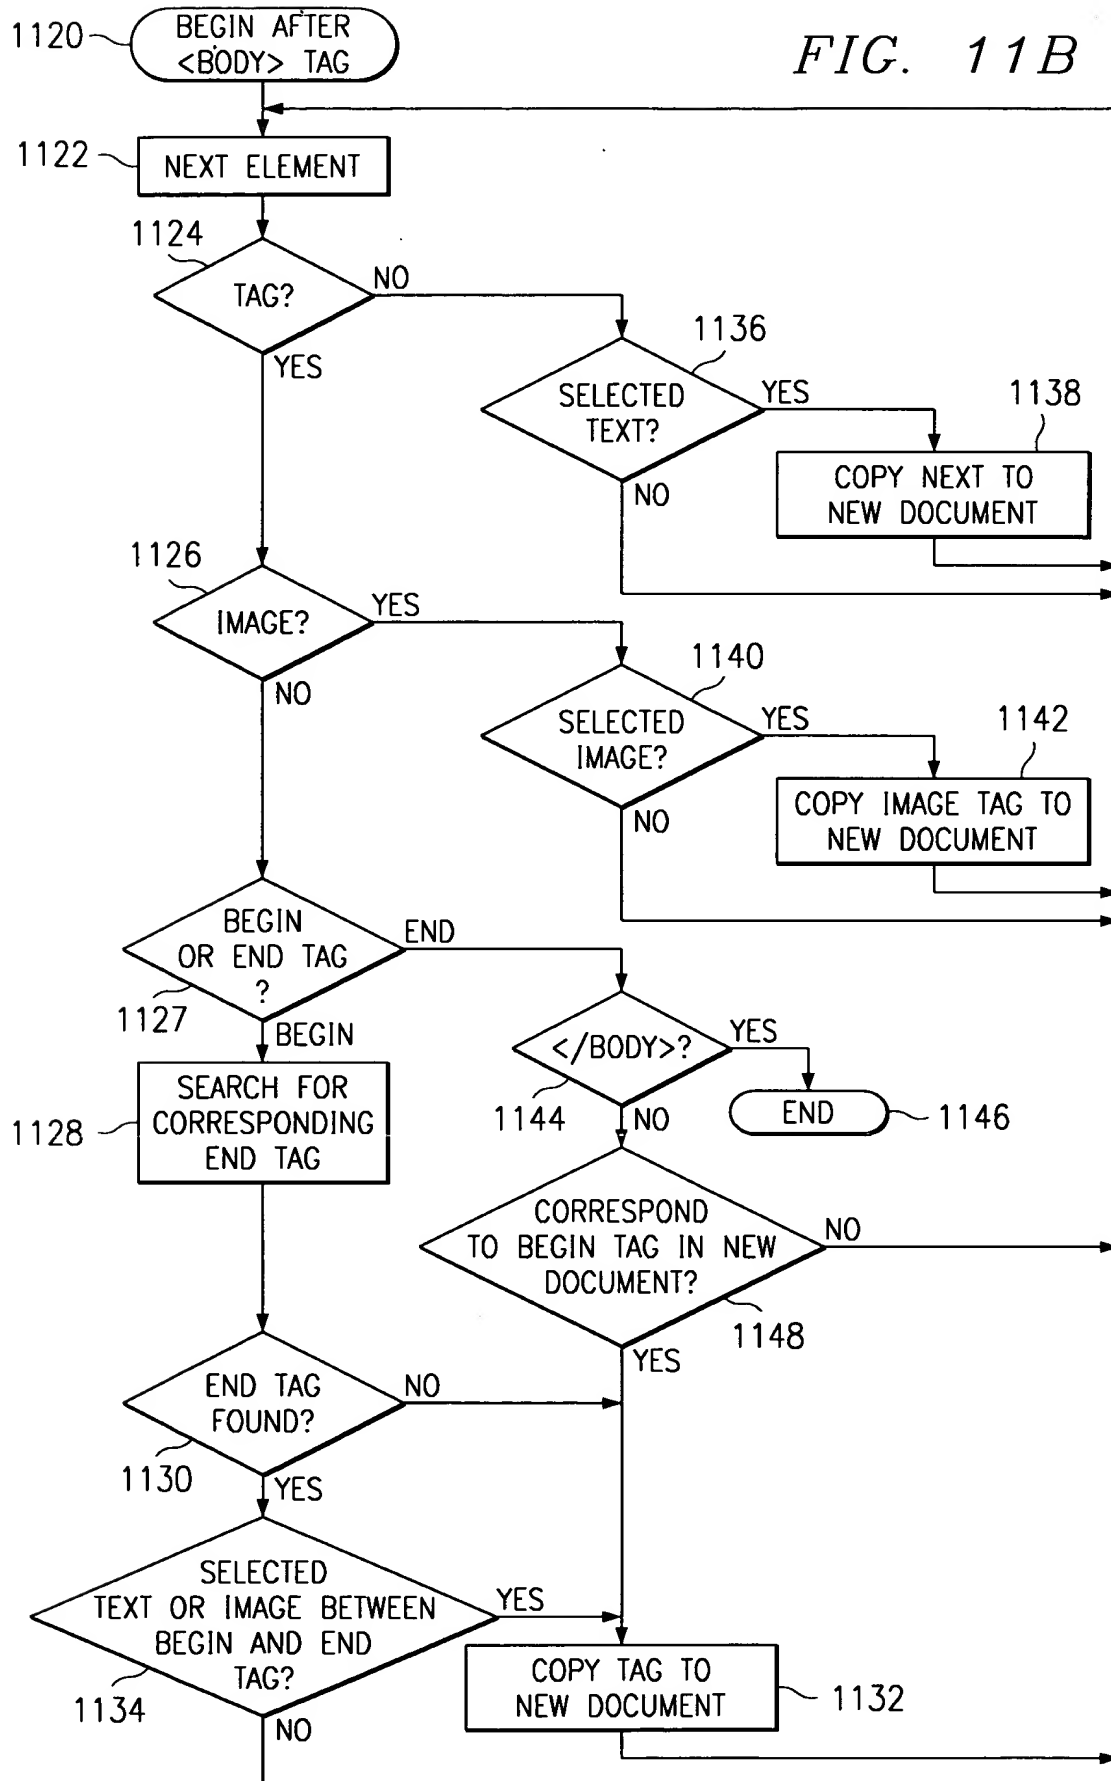 1120
BEGIN AFTER
<BODY> TAG
FIG. 11B
1122
NEXT ELEMENT
1124
TAG?
NO
YES
1136
SELECTED
TEXT?
YES
NO
1138
COPY NEXT TO
NEW DOCUMENT
1126
IMAGE?
YES
NO
1140
SELECTED
IMAGE?
YES
NO
1142
COPY IMAGE TAG TO
NEW DOCUMENT
BEGIN
OR END TAG
?
END
1127
BEGIN
</BODY>?
YES
1144
NO
END
1146
1128
SEARCH FOR
CORRESPONDING
END TAG
CORRESPOND
TO BEGIN TAG IN NEW
DOCUMENT?
NO
1148
YES
END TAG
FOUND?
NO
1130
YES
SELECTED
TEXT OR IMAGE BETWEEN
BEGIN AND END
TAG?
YES
1134
NO
COPY TAG TO
NEW DOCUMENT
1132